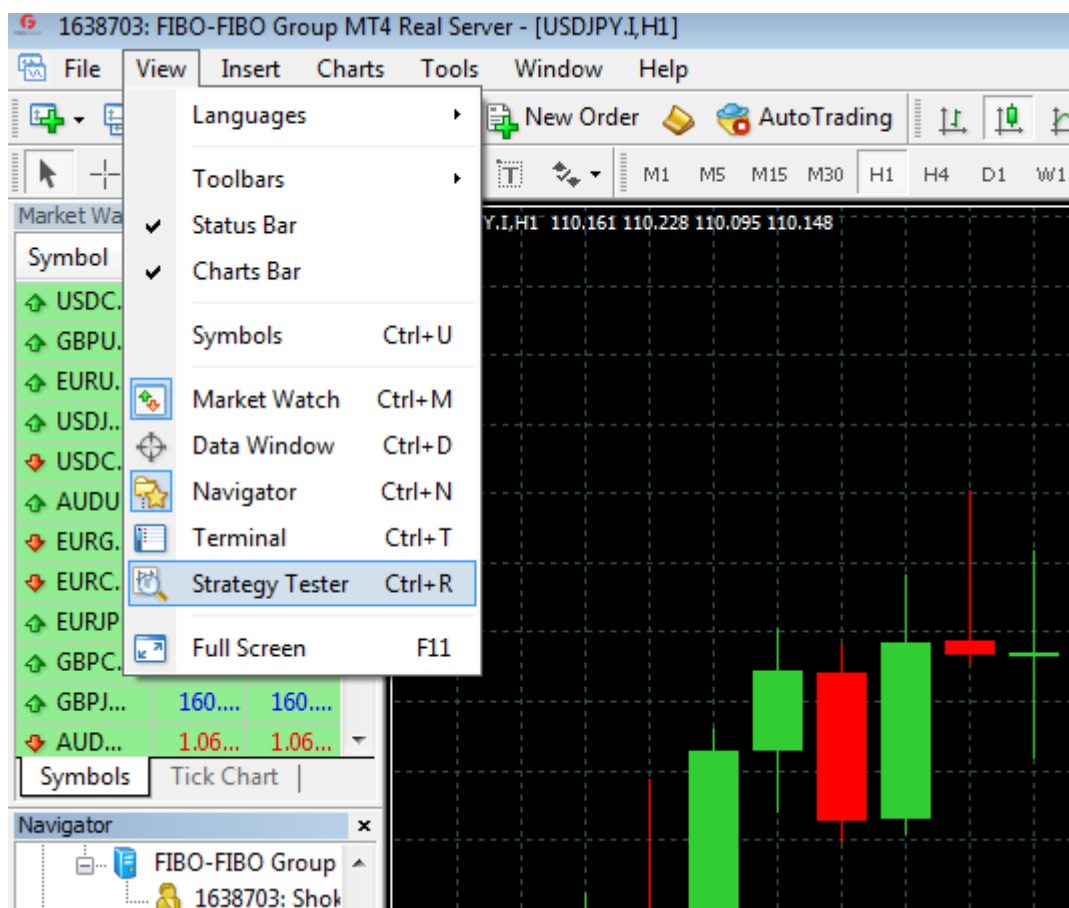 1638703: FIBO-FIBO Group MT4 Real Server - [USDJPY.I,H1]
File View Insert Charts Tools Window Help
New Order AutoTrading
M1 M5 M15 M30 H1 H4 D1 W1
Market Wa
Y.I,H1 110.161 110.228 110.095 110.148
Symbol
USDC.
GBPU.
EURU.
USDJ...
USDC.
AUDU
EURG.
EURC.
EURJP
GBPC.
GBPJ... 160.... 160....
AUD... 1.06... 1.06...
Symbols Tick Chart
Languages
Toolbars
Status Bar
Charts Bar
Symbols Ctrl+U
Market Watch Ctrl+M
Data Window Ctrl+D
Navigator Ctrl+N
Terminal Ctrl+T
Strategy Tester Ctrl+R
Full Screen F11
Navigator x
FIBO-FIBO Group
1638703: Shok